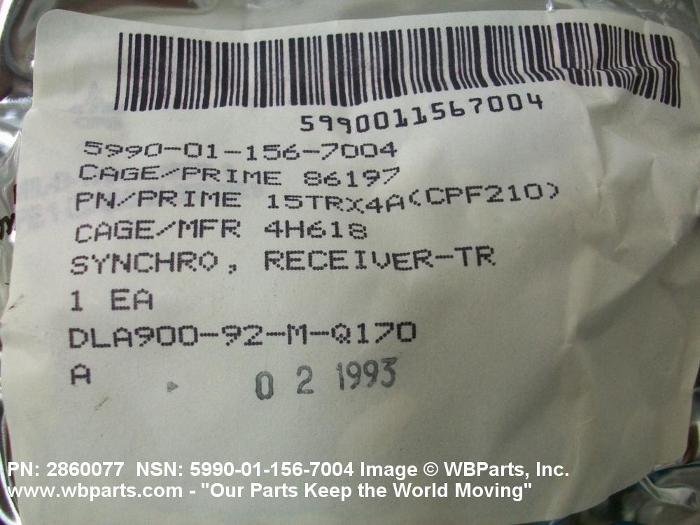 5990011567004
5990-01-156-7004
CAGE/PRIME 86197
PN/PRIME 15TRX4A(CPF210)
CAGE/MFR 4H618
SYNCHRO, RECEIVER-TR
1 EA
DLA900-92-M-Q170
A
02 1993
PN: 2860077 NSN: 5990-01-156-7004 Image © WBParts, Inc.
www.wbparts.com - "Our Parts Keep the World Moving"